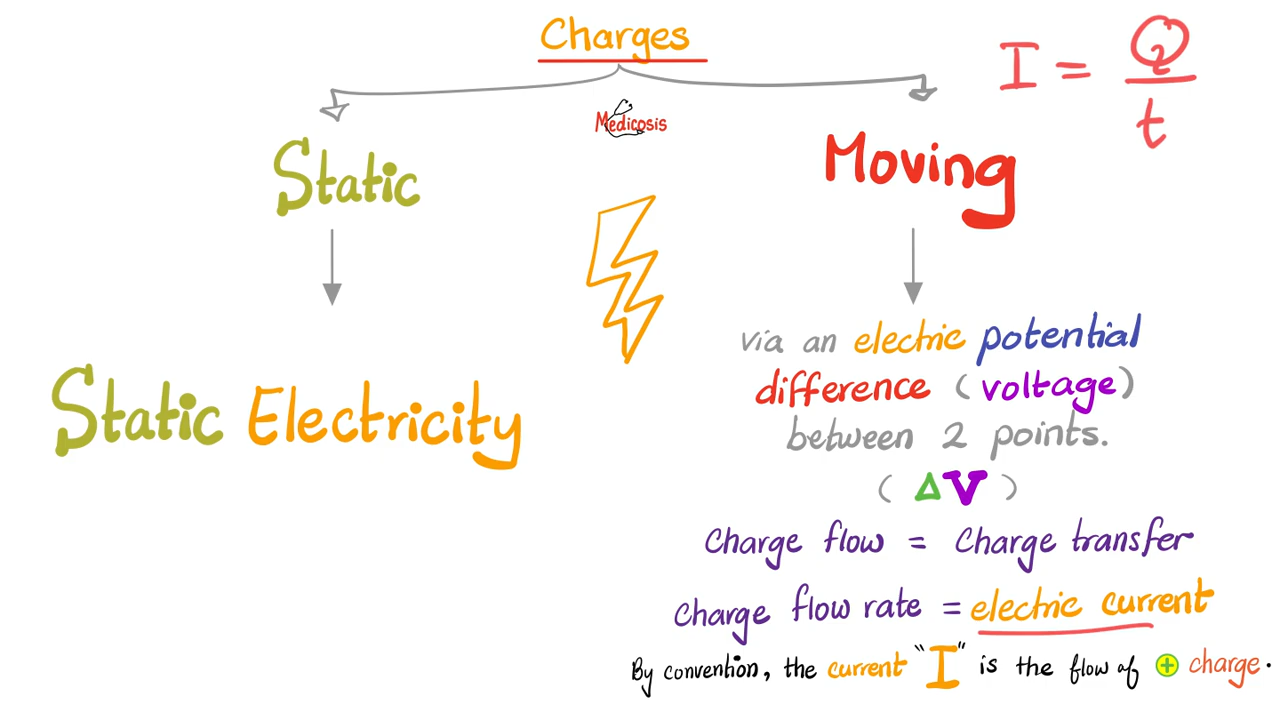 Charges
I = Q
t
Medicosis
Static
Moving
Static Electricity
via an electric potential
difference (voltage)
between 2 points.
( ΔV )
Charge flow = Charge transfer
Charge flow rate = electric current
By convention, the current "I" is the flow of + charge.